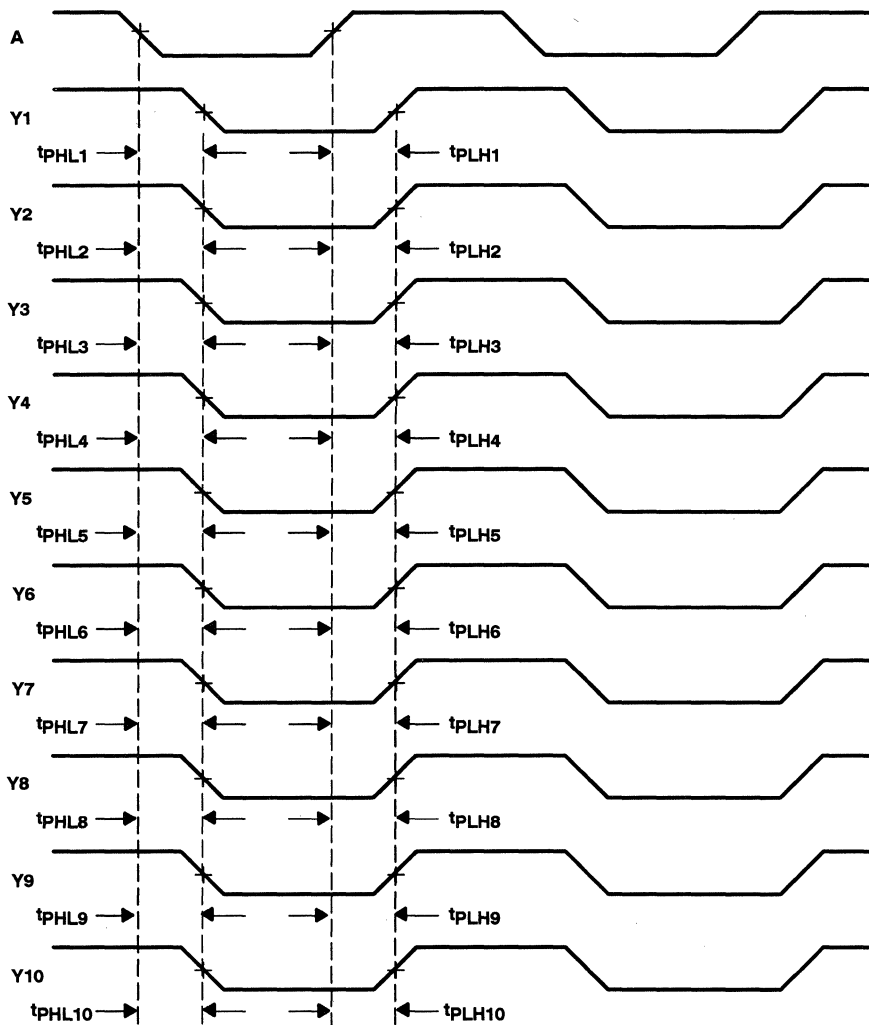 A
Y1
tPHL1 tPLH1
Y2
tPHL2 tPLH2
Y3
tPHL3 tPLH3
Y4
tPHL4 tPLH4
Y5
tPHL5 tPLH5
Y6
tPHL6 tPLH6
Y7
tPHL7 tPLH7
Y8
tPHL8 tPLH8
Y9
tPHL9 tPLH9
Y10
tPHL10 tPLH10